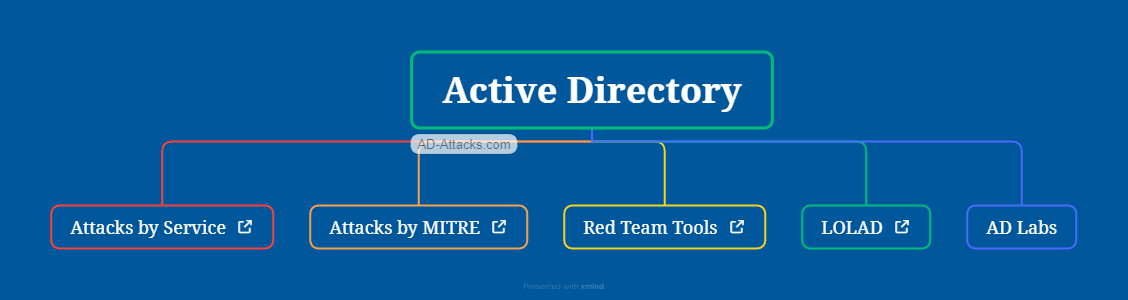 Active Directory
AD-Attacks.com
Attacks by Service
Attacks by MITRE
Red Team Tools
LOLAD
AD Labs
Presented with xmind